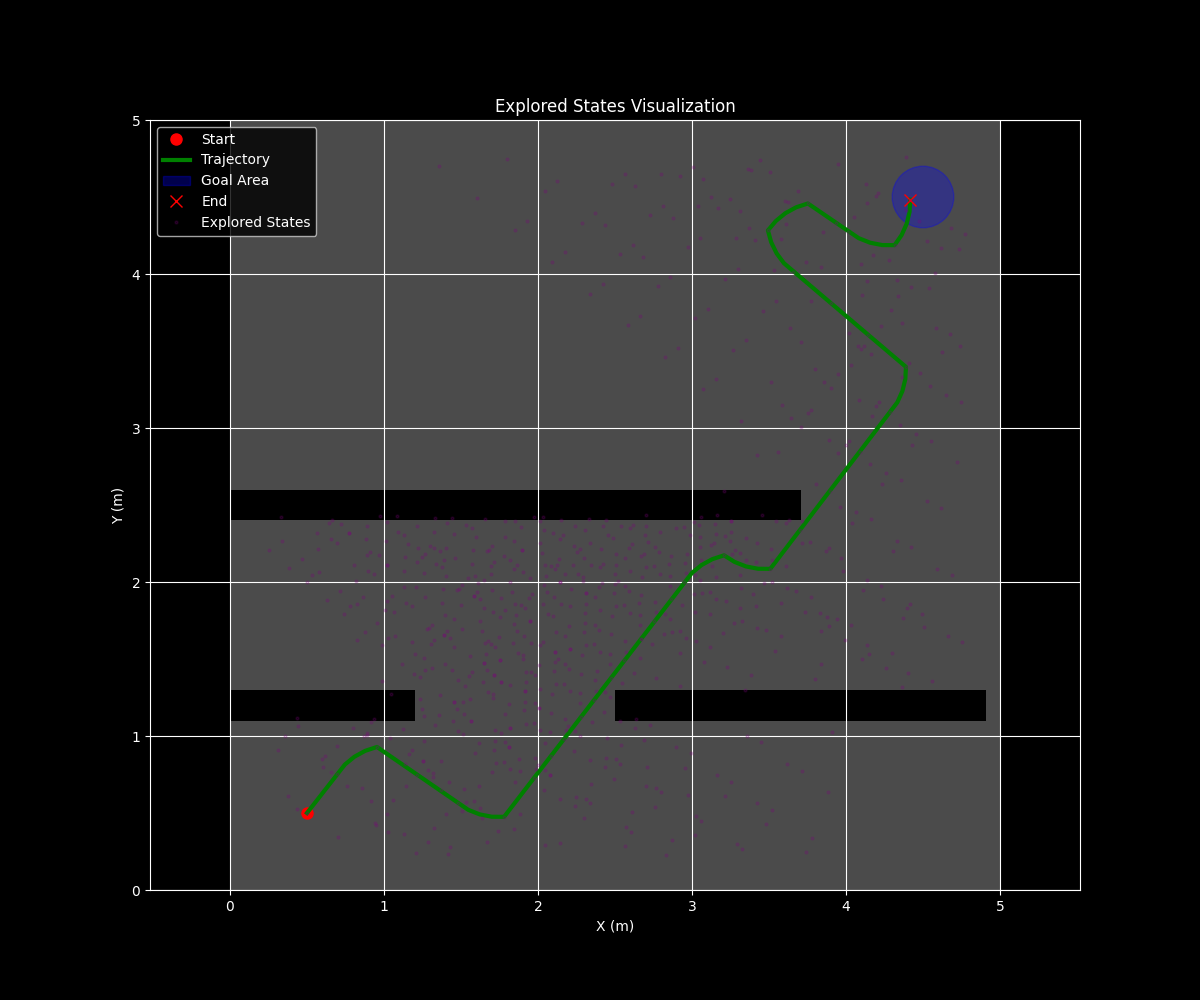 Explored States Visualization
Start
Trajectory
Goal Area
End
Explored States
5
4
3
2
1
0
Y (m)
0 1 2 3 4 5
X (m)